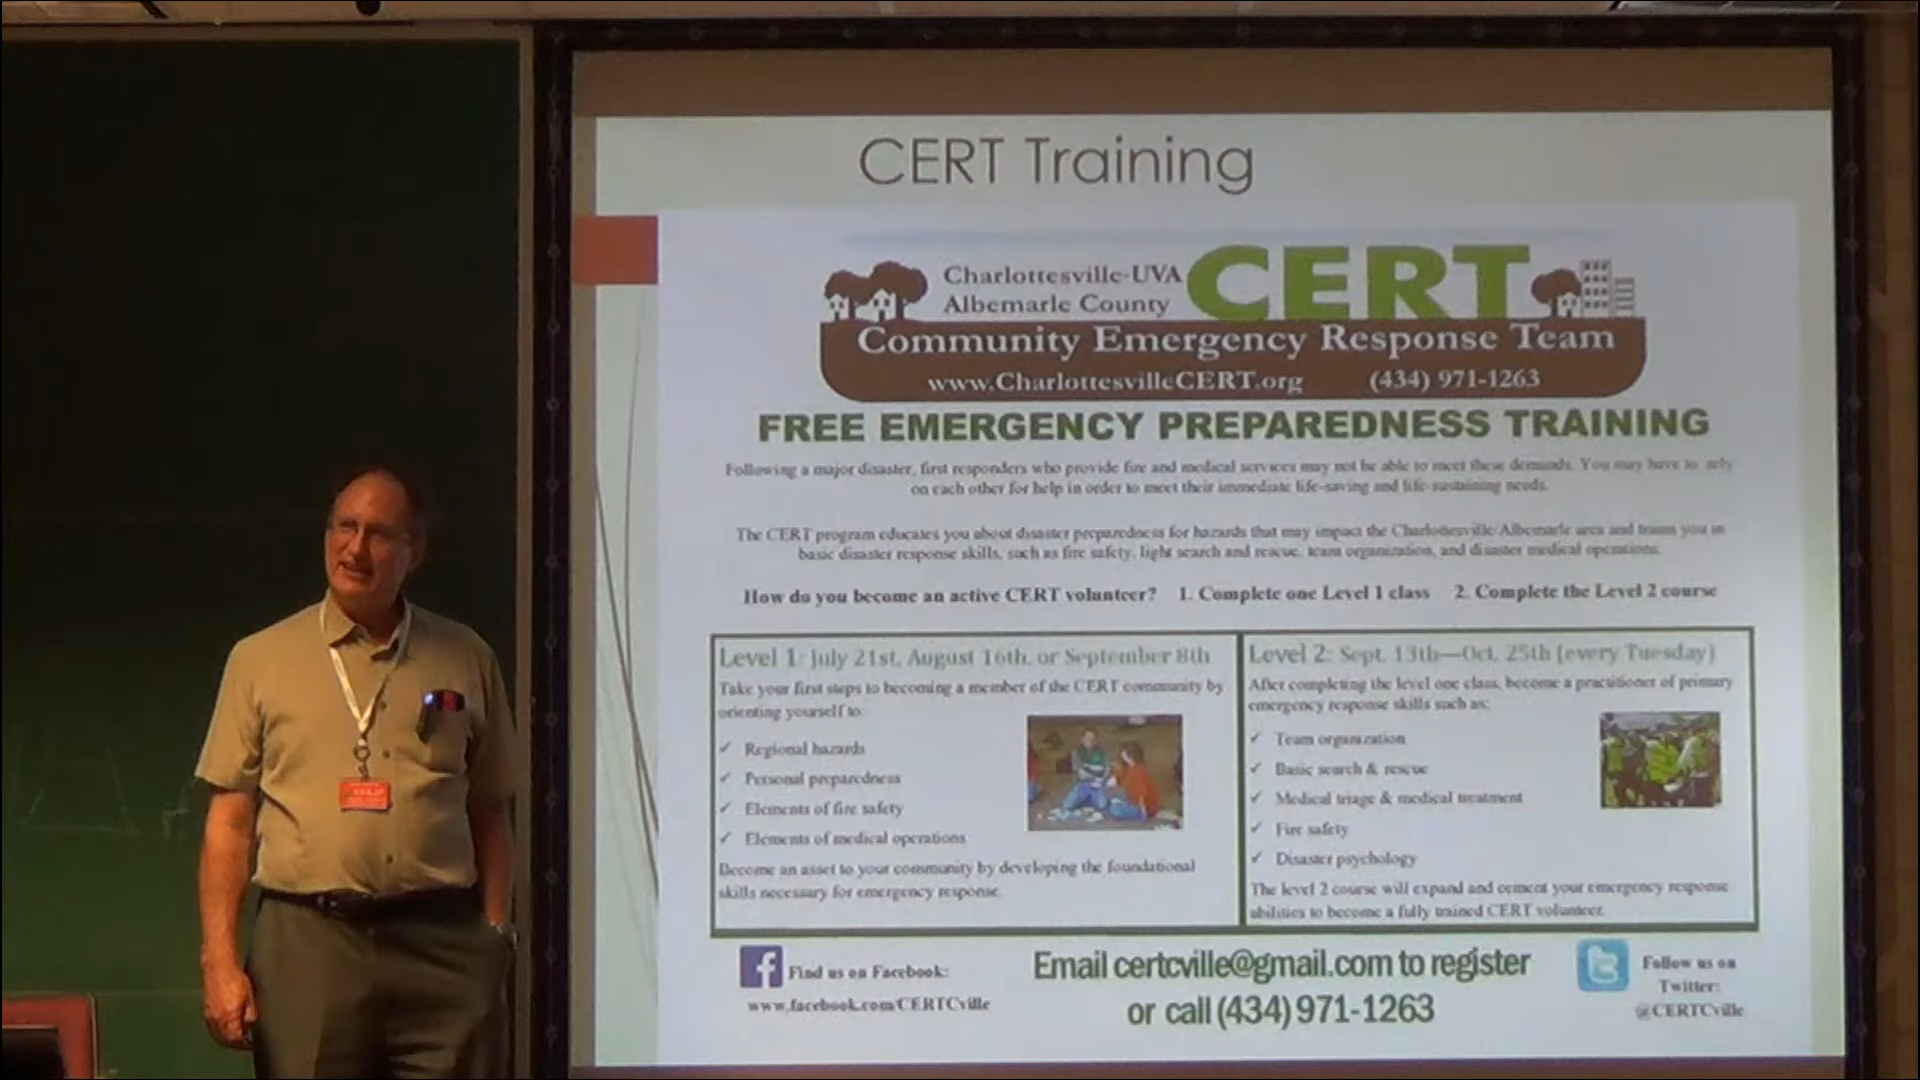 CERT Training
Charlottesville-UVA
Albemarle County
CERT
Community Emergency Response Team
www.CharlottesvilleCERT.org (434) 971-1263
FREE EMERGENCY PREPAREDNESS TRAINING
Following a major disaster, first responders who provide fire and medical services may not be able to meet these demands. You may have to rely
on each other for help in order to meet their immediate life-saving and life-sustaining needs.
The CERT program educates you about disaster preparedness for hazards that may impact the Charlottesville/Albemarle area and trains you in
basic disaster response skills, such as fire safety, light search and rescue, team organization, and disaster medical operations.
How do you become an active CERT volunteer? 1. Complete one Level 1 class 2. Complete the Level 2 course
Level 1: July 21st, August 16th, or September 8th
Take your first steps to becoming a member of the CERT community by
orienting yourself to:
✓ Regional hazards
✓ Personal preparedness
✓ Elements of fire safety
✓ Elements of medical operations
Become an asset to your community by developing the foundational
skills necessary for emergency response.
Level 2: Sept. 13th—Oct. 25th (every Tuesday)
After completing the level one class, become a practitioner of primary
emergency response skills such as:
✓ Team organization
✓ Basic search & rescue
✓ Medical triage & medical treatment
✓ Fire safety
✓ Disaster psychology
The level 2 course will expand and cement your emergency response
abilities to become a fully trained CERT volunteer.
Find us on Facebook:
www.facebook.com/CERTCville
Email certcville@gmail.com to register
or call (434) 971-1263
Follow us on
Twitter:
@CERTCville